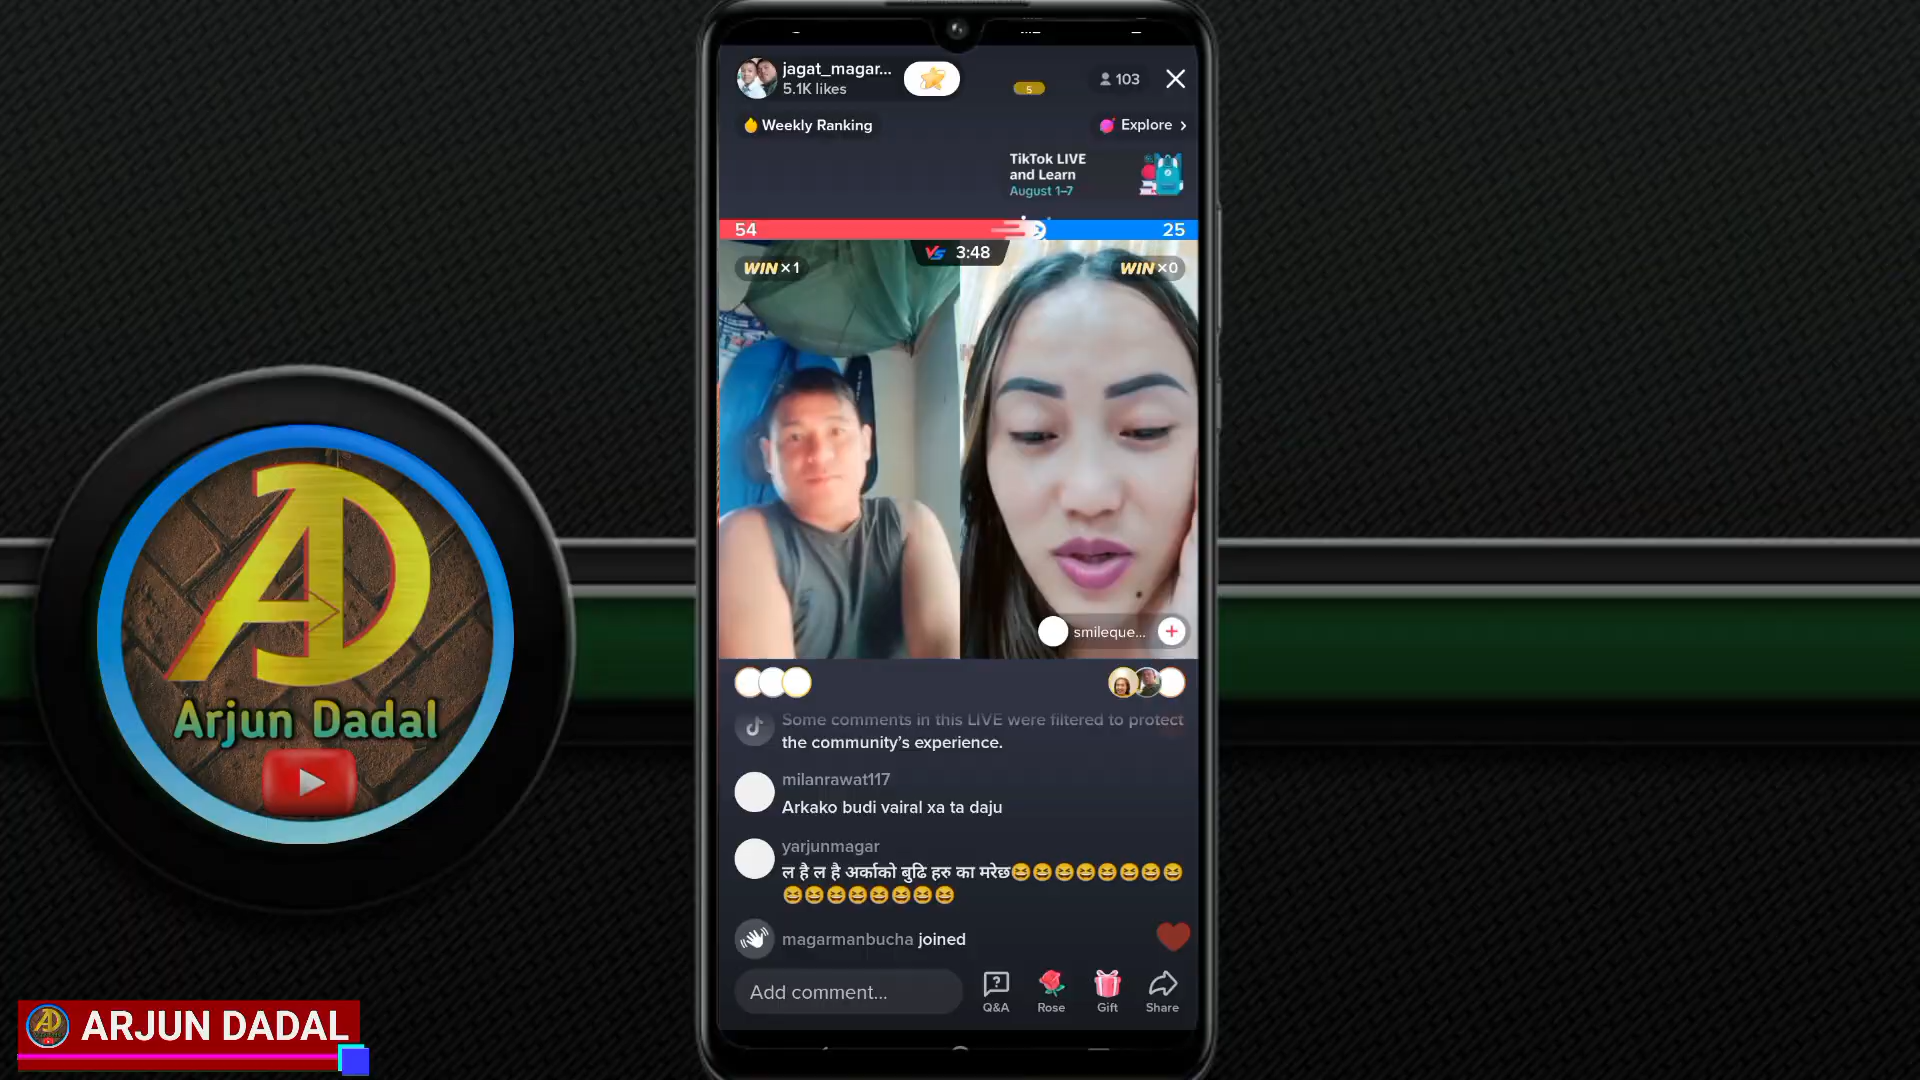 jagat_magar...
5.1K likes
5
103
Weekly Ranking
Explore >
TikTok LIVE
and Learn
August 1–7
54
25
VS 3:48
WIN ×1
WIN ×0
smileque...
Some comments in this LIVE were filtered to protect
the community's experience.
milanrawat117
Arkako budi vairal xa ta daju
yarjunmagar
ल है ल है अर्काको बुढि हरु का मरेछ😆😆😆😆😆😆😆😆
😆😆😆😆😆😆😆😆
magarmanbucha joined
Add comment...
Q&A
Rose
Gift
Share
AD
Arjun Dadal
ARJUN DADAL